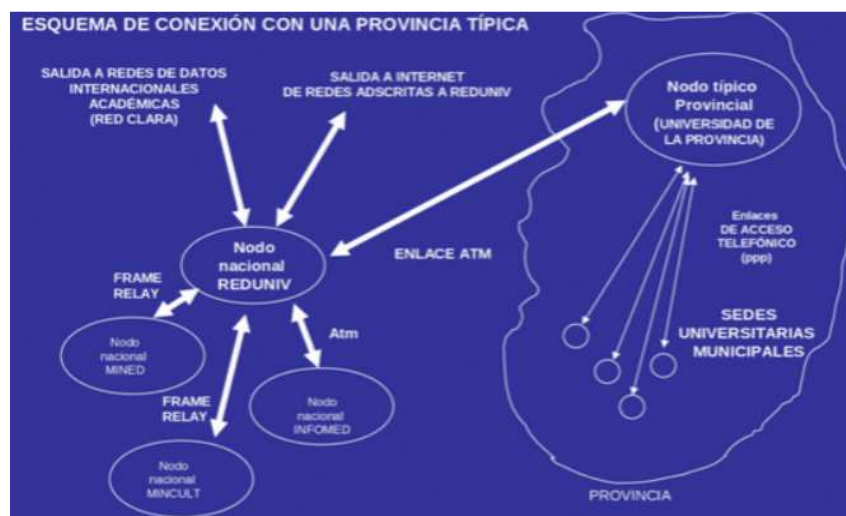 ESQUEMA DE CONEXIÓN CON UNA PROVINCIA TÍPICA
SALIDA A REDES DE DATOS
INTERNACIONALES
ACADÉMICAS
(RED CLARA)
SALIDA A INTERNET
DE REDES ADSCRITAS A REDUNIV
Nodo típico
Provincial
(UNIVERSIDAD DE
LA PROVINCIA)
Nodo
nacional
REDUNIV
ENLACE ATM
Enlaces
DE ACCESO
TELEFÓNICO
(ppp)
FRAME
RELAY
Atm
SEDES
UNIVERSITARIAS
MUNICIPALES
Nodo
nacional
MINED
FRAME
RELAY
Nodo
nacional
INFOMED
Nodo
nacional
MINCULT
PROVINCIA